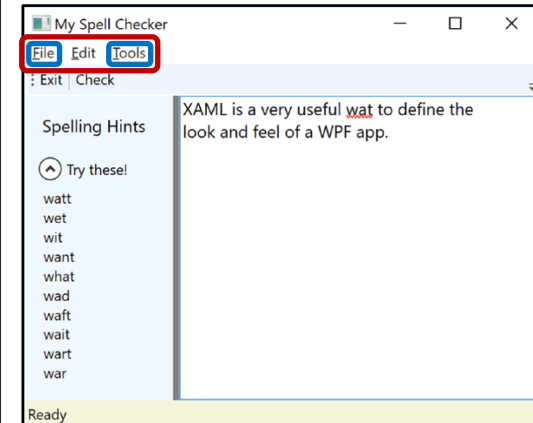 My Spell Checker
File Edit Tools
Exit Check
Spelling Hints
Try these!
watt
wet
wit
want
what
wad
waft
wait
wart
war
XAML is a very useful wat to define the
look and feel of a WPF app.
Ready